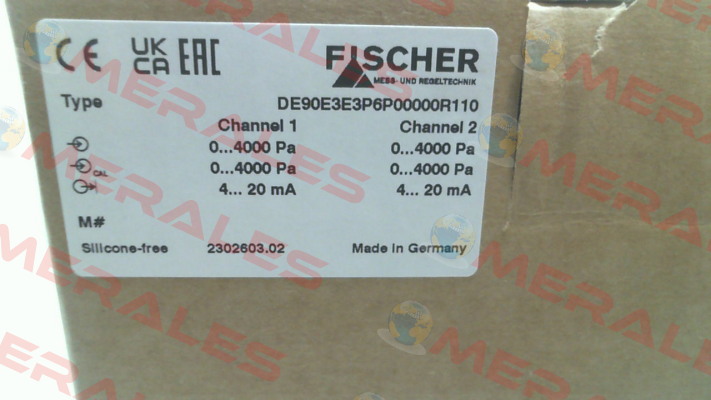 CE UK CA EAC FISCHER
MESS- UND REGELTECHNIK
Type DE90E3E3P6P00000R110
Channel 1 Channel 2
0...4000 Pa 0...4000 Pa
CAL 0...4000 Pa 0...4000 Pa
4... 20 mA 4... 20 mA
M#
Silicone-free 2302603.02 Made in Germany
MERALES
MERALES
MERALES
MERALES